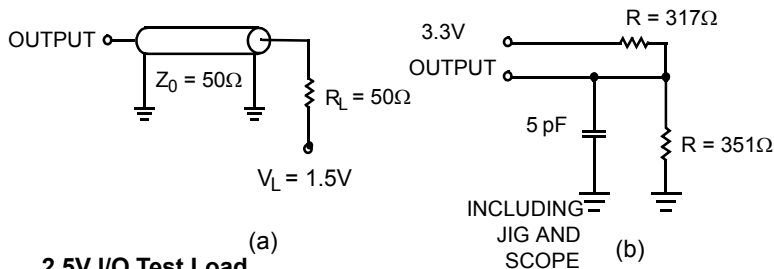 OUTPUT
Z0 = 50Ω
RL = 50Ω
VL = 1.5V
(a)
3.3V
OUTPUT
R = 317Ω
5 pF
R = 351Ω
INCLUDING
JIG AND
SCOPE
(b)
2.5V I/O Test Load